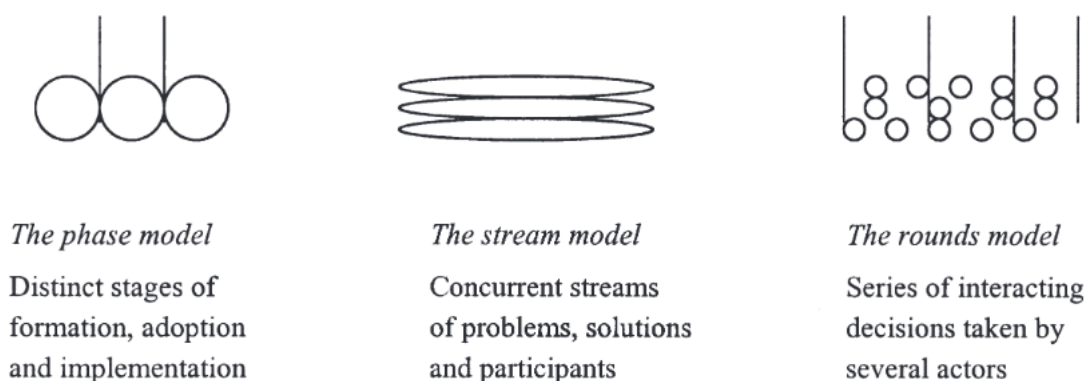 The phase model
Distinct stages of
formation, adoption
and implementation
The stream model
Concurrent streams
of problems, solutions
and participants
The rounds model
Series of interacting
decisions taken by
several actors